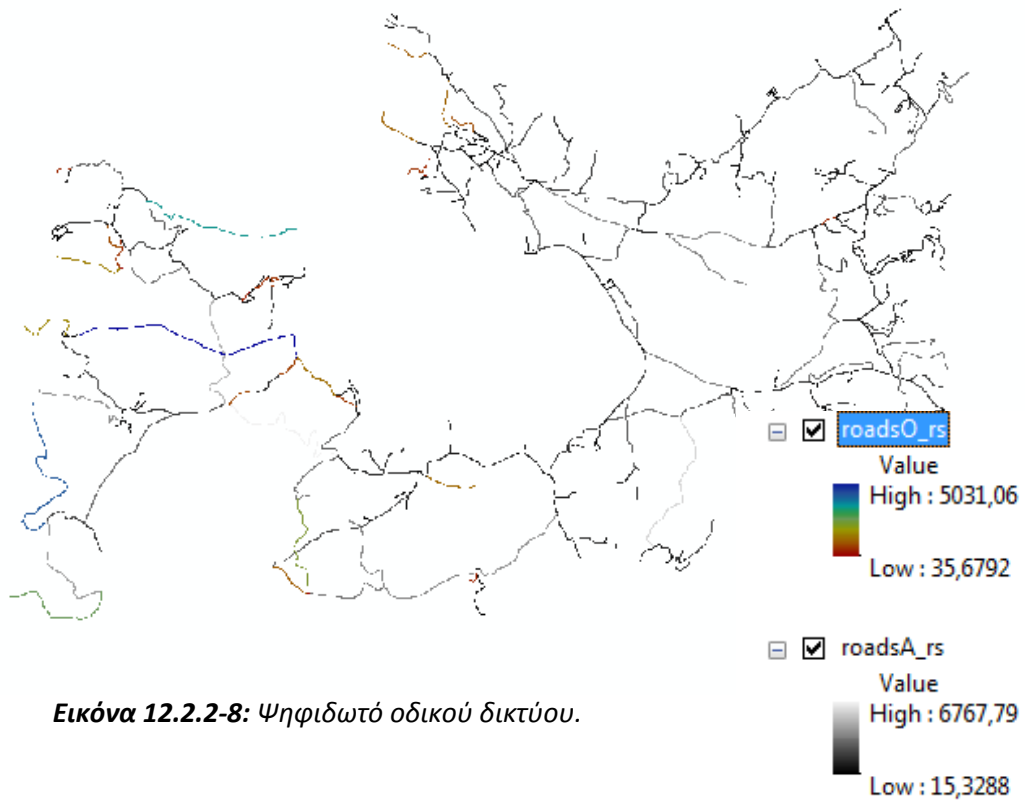 roadsO_rs
Value
High : 5031,06
Low : 35,6792
roadsA_rs
Value
High : 6767,79
Low : 15,3288
Εικόνα 12.2.2-8: Ψηφιδωτό οδικού δικτύου.